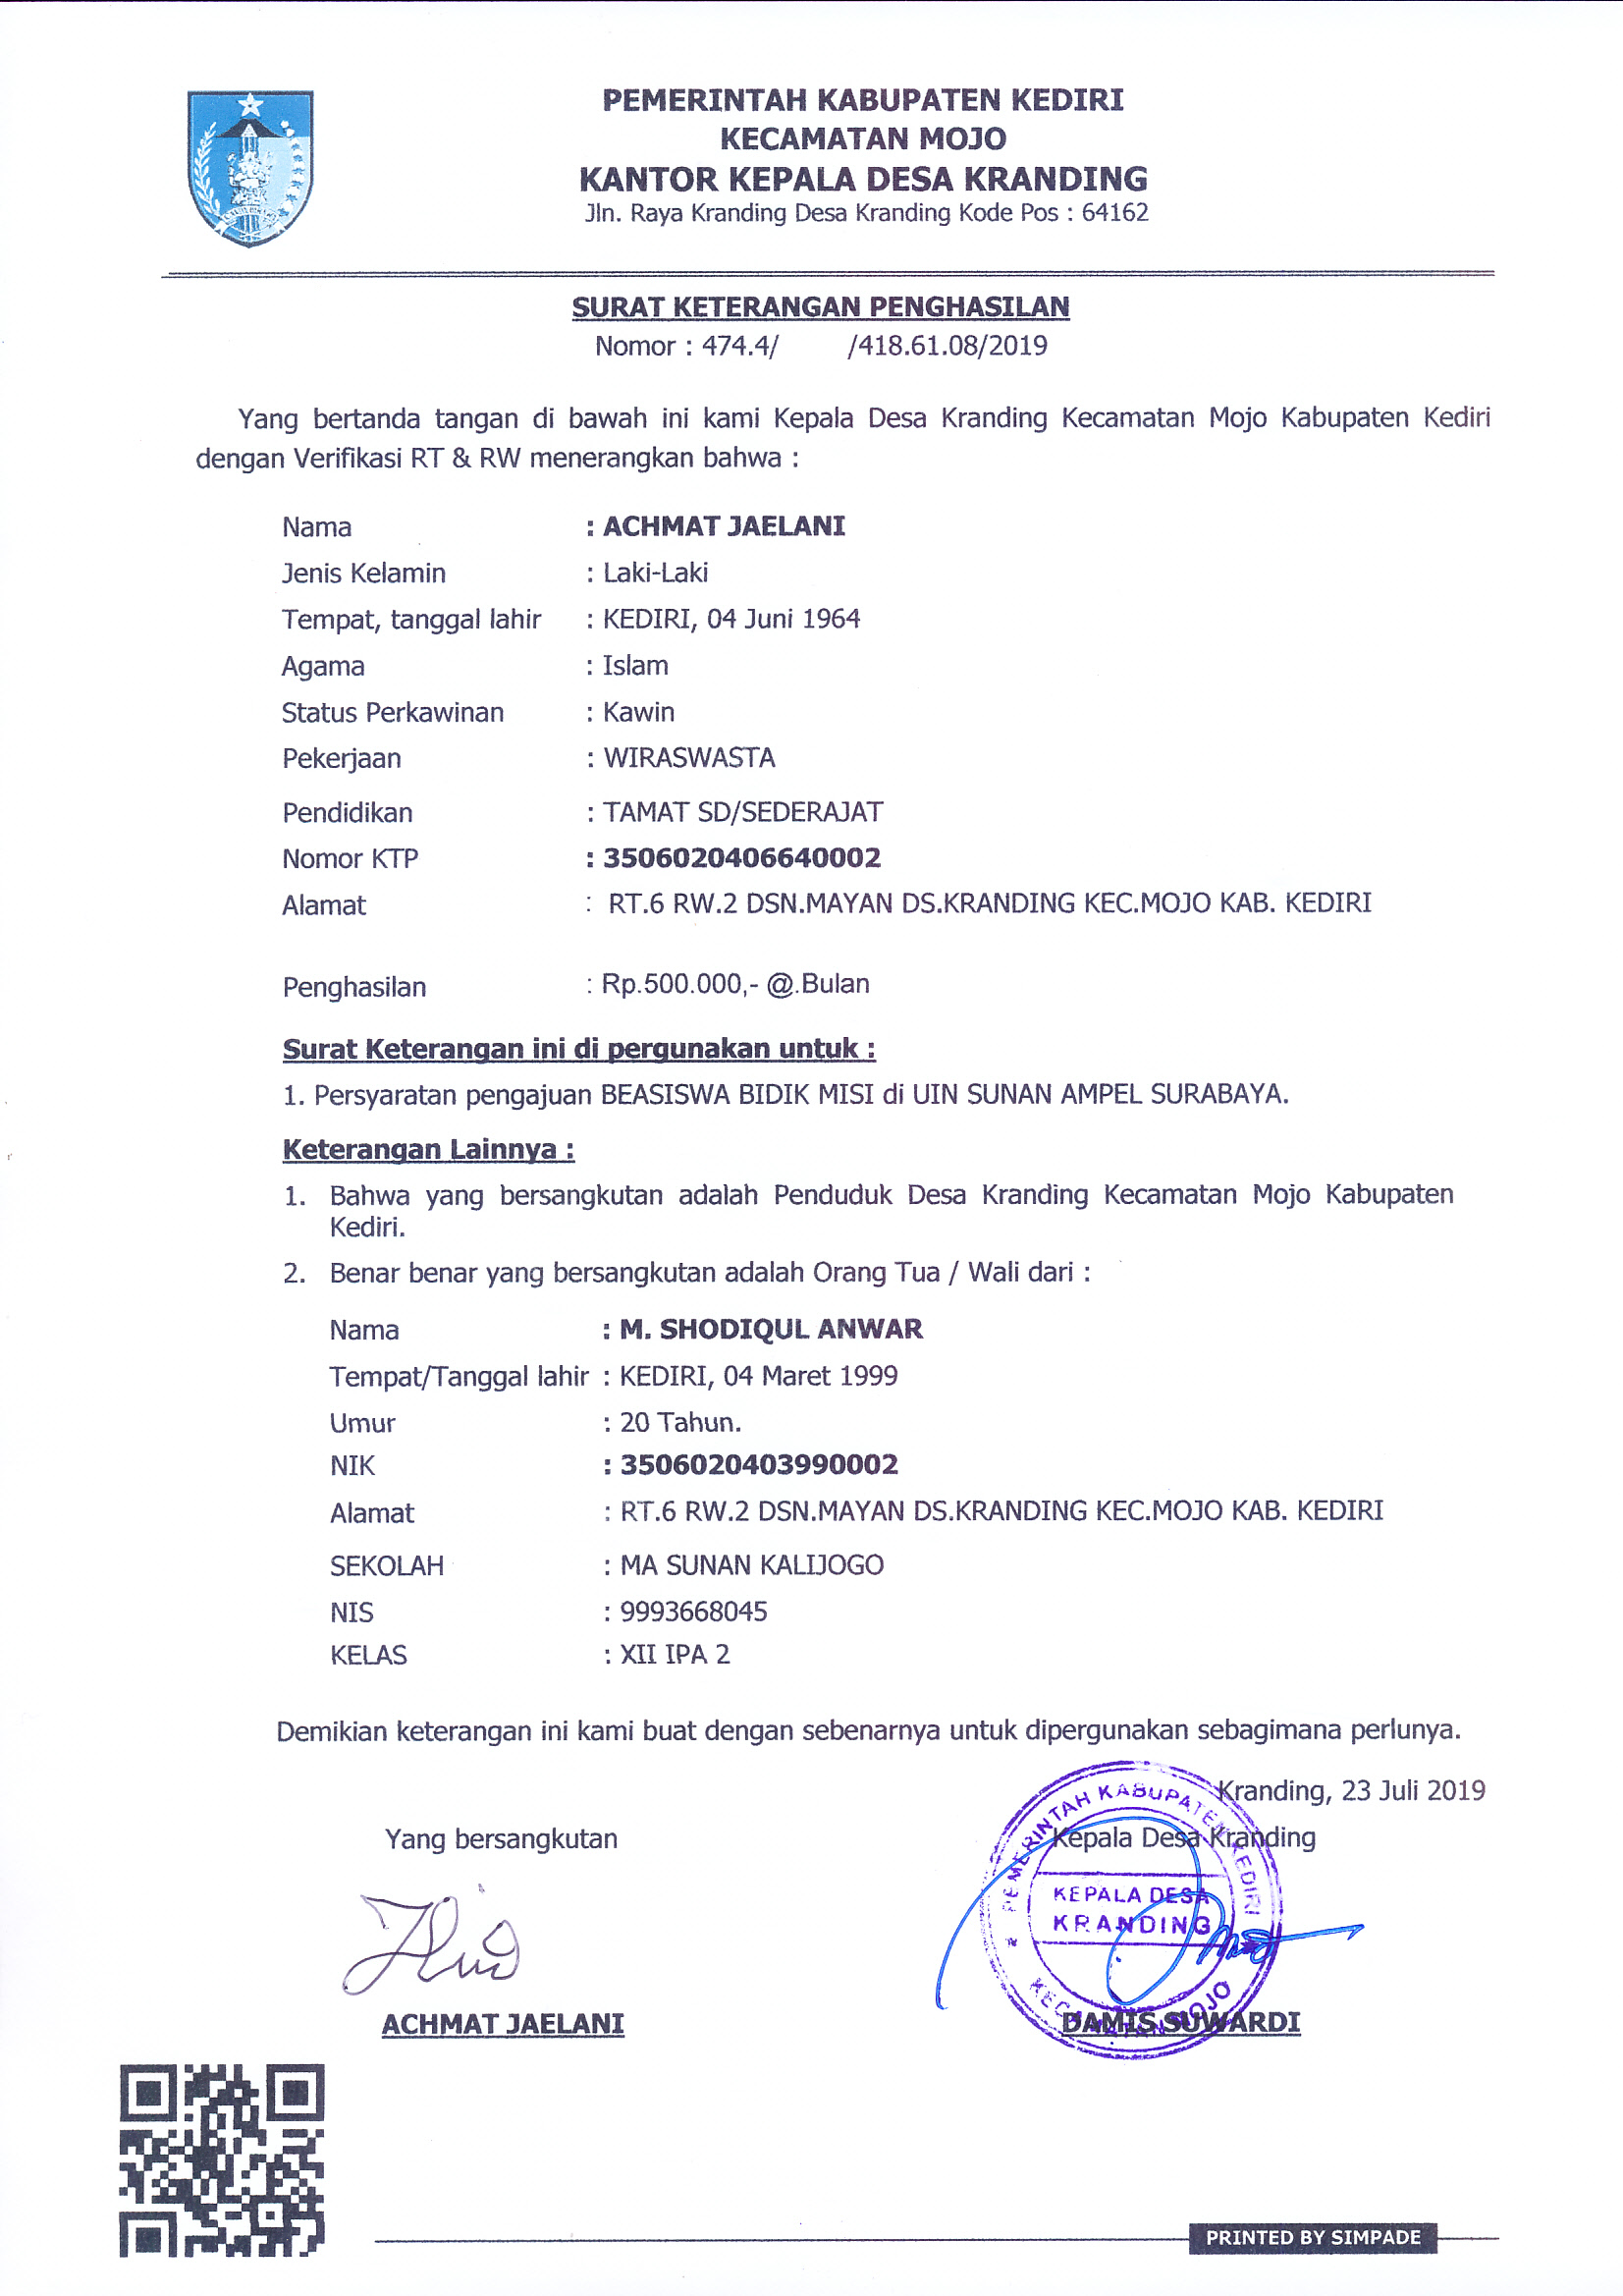 PEMERINTAH KABUPATEN KEDIRI
KECAMATAN MOJO
KANTOR KEPALA DESA KRANDING
Jln. Raya Kranding Desa Kranding Kode Pos : 64162
SURAT KETERANGAN PENGHASILAN
Nomor : 474.4/ /418.61.08/2019
Yang bertanda tangan di bawah ini kami Kepala Desa Kranding Kecamatan Mojo Kabupaten Kediri
dengan Verifikasi RT & RW menerangkan bahwa :
Nama : ACHMAT JAELANI
Jenis Kelamin : Laki-Laki
Tempat, tanggal lahir : KEDIRI, 04 Juni 1964
Agama : Islam
Status Perkawinan : Kawin
Pekerjaan : WIRASWASTA
Pendidikan : TAMAT SD/SEDERAJAT
Nomor KTP : 3506020406640002
Alamat : RT.6 RW.2 DSN.MAYAN DS.KRANDING KEC.MOJO KAB. KEDIRI
Penghasilan : Rp.500.000,- @.Bulan
Surat Keterangan ini di pergunakan untuk :
1. Persyaratan pengajuan BEASISWA BIDIK MISI di UIN SUNAN AMPEL SURABAYA.
Keterangan Lainnya :
1. Bahwa yang bersangkutan adalah Penduduk Desa Kranding Kecamatan Mojo Kabupaten
Kediri.
2. Benar benar yang bersangkutan adalah Orang Tua / Wali dari :
Nama : M. SHODIQUL ANWAR
Tempat/Tanggal lahir : KEDIRI, 04 Maret 1999
Umur : 20 Tahun.
NIK : 3506020403990002
Alamat : RT.6 RW.2 DSN.MAYAN DS.KRANDING KEC.MOJO KAB. KEDIRI
SEKOLAH : MA SUNAN KALIJOGO
NIS : 9993668045
KELAS : XII IPA 2
Demikian keterangan ini kami buat dengan sebenarnya untuk dipergunakan sebagimana perlunya.
Kranding, 23 Juli 2019
Yang bersangkutan Kepala Desa Kranding
PEMERINTAH KABUPATEN KEDIRI
KEPALA DESA
KRANDING
KECAMATAN MOJO
ACHMAT JAELANI DAMIS SUWARDI
PRINTED BY SIMPADE